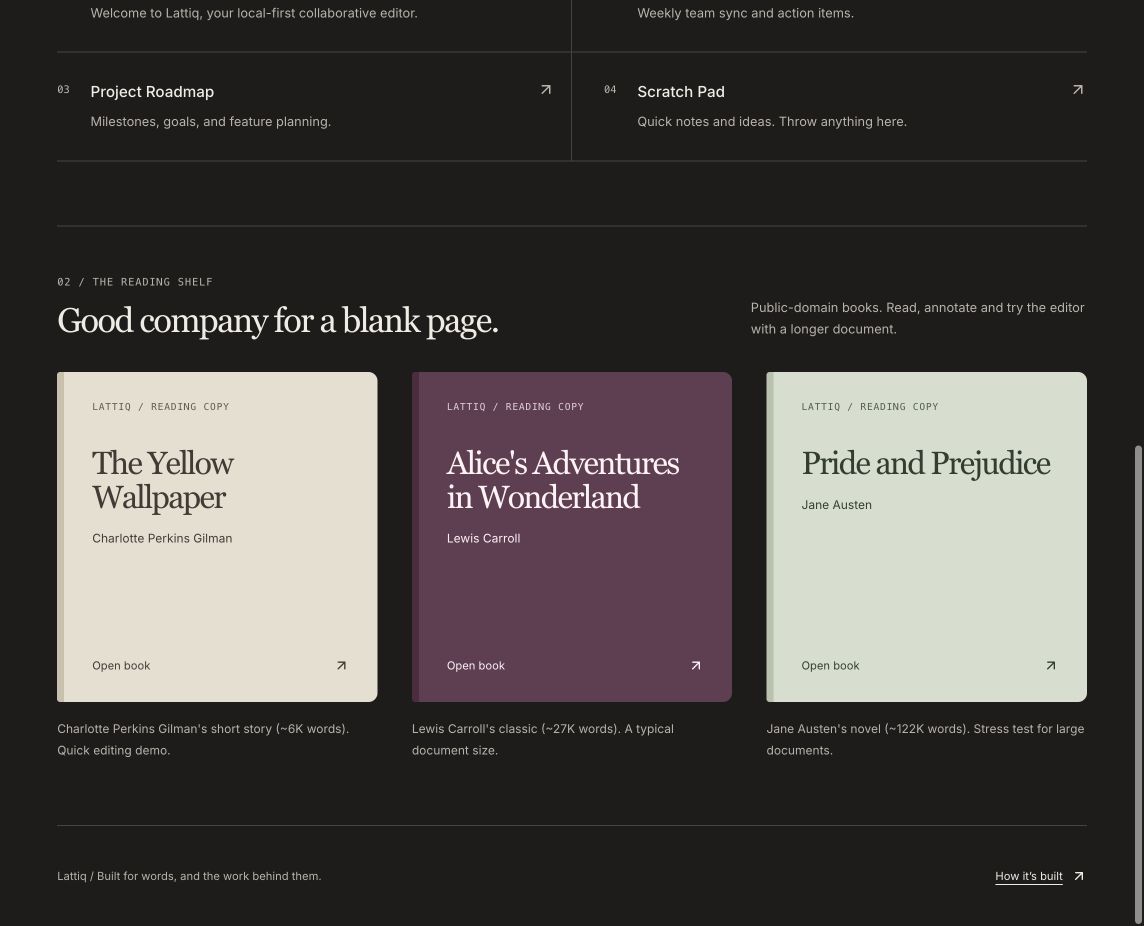 Welcome to Lattiq, your local-first collaborative editor.
Weekly team sync and action items.
03 Project Roadmap
Milestones, goals, and feature planning.
04 Scratch Pad
Quick notes and ideas. Throw anything here.
02 / THE READING SHELF
Good company for a blank page.
Public-domain books. Read, annotate and try the editor
with a longer document.
LATTIQ / READING COPY
The Yellow
Wallpaper
Charlotte Perkins Gilman
Open book
Charlotte Perkins Gilman's short story (~6K words).
Quick editing demo.
LATTIQ / READING COPY
Alice's Adventures
in Wonderland
Lewis Carroll
Open book
Lewis Carroll's classic (~27K words). A typical
document size.
LATTIQ / READING COPY
Pride and Prejudice
Jane Austen
Open book
Jane Austen's novel (~122K words). Stress test for large
documents.
Lattiq / Built for words, and the work behind them.
How it’s built